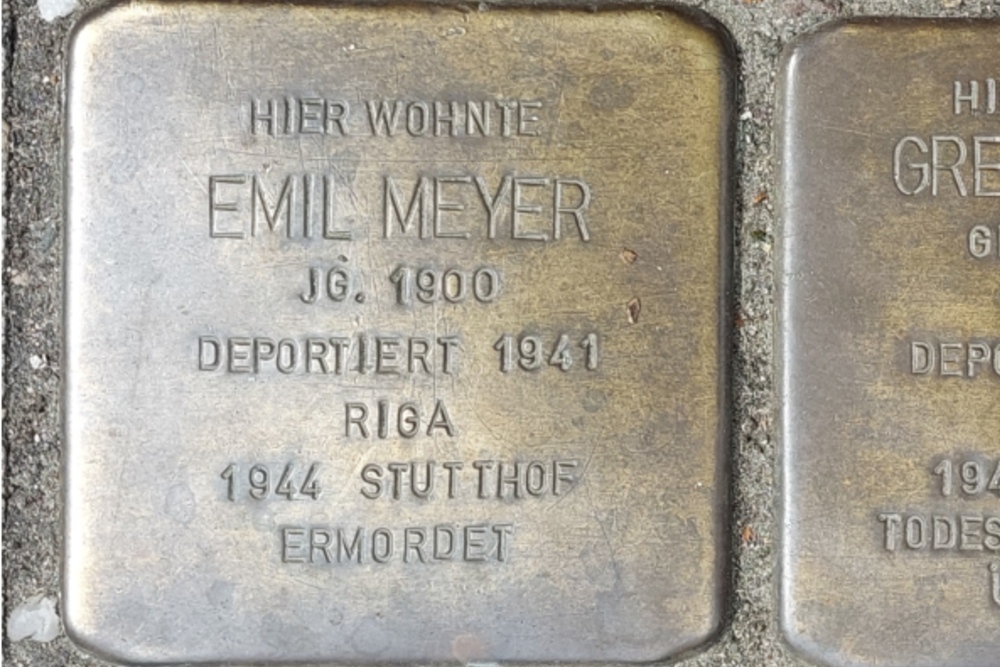 HIER WOHNTE
EMIL MEYER
JG. 1900
DEPORTIERT 1941
RIGA
1944 STUTTHOF
ERMORDET